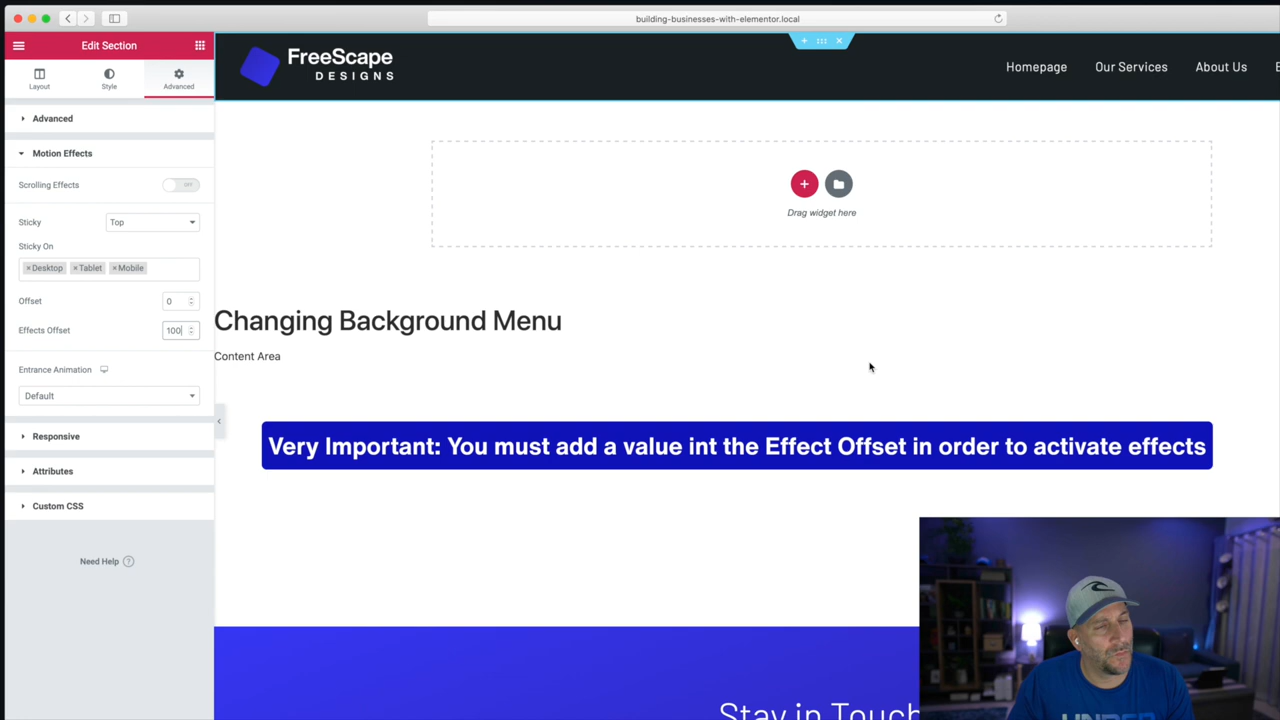 building-businesses-with-elementor.local
Edit Section
Layout
Style
Advanced
Advanced
Motion Effects
Scrolling Effects
OFF
Sticky
Top
Sticky On
×Desktop ×Tablet ×Mobile
Offset
0
Effects Offset
100
Entrance Animation
Default
Responsive
Attributes
Custom CSS
Need Help ?
FreeScape
DESIGNS
Homepage
Our Services
About Us
Drag widget here
Changing Background Menu
Content Area
Very Important: You must add a value int the Effect Offset in order to activate effects
Stay in Touch